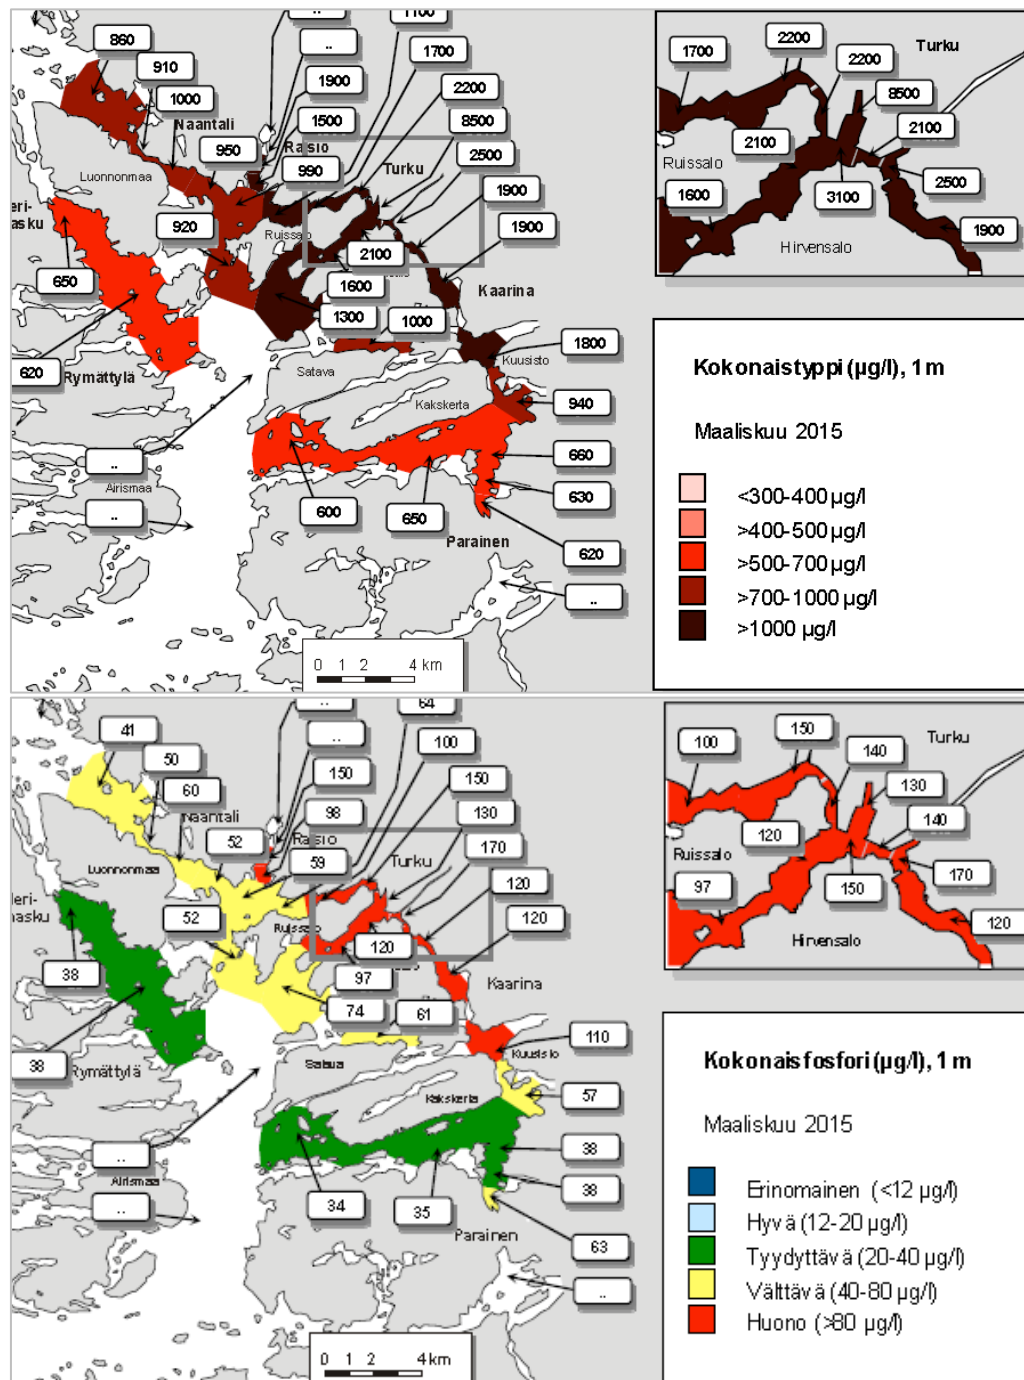 1100
..
860
1700
1700
2200
Turku
910
1900
2200
2200
1000
8500
8500
Naantali
1500
Raisio
2100
2100
950
990
Turku
2500
Ruissalo
2500
Luonnonmaa
1900
1600
3100
1900
920
Ruissalo
1900
Hirvensalo
2100
650
1600
Kaarina
1300
1000
1800
Kuusisto
620
Rymättylä
Satava
Kakskerta
940
..
660
Airismaa
630
..
600
650
Parainen
620
..
0 1 2 4 km
Kokonaistyppi (µg/l), 1 m
Maaliskuu 2015
<300-400 µg/l
>400-500 µg/l
>500-700 µg/l
>700-1000 µg/l
>1000 µg/l
..
64
41
..
100
100
150
140
Turku
50
150
150
130
60
98
130
140
Naantali
Raisio
120
52
59
Turku
170
Ruissalo
170
Luonnonmaa
120
97
150
120
52
Ruissalo
120
Hirvensalo
120
38
97
Kaarina
74
61
110
Kuusisto
38
Rymättylä
Satava
Kakskerta
57
..
38
Airismaa
38
..
34
35
Parainen
63
..
0 1 2 4 km
Kokonaisfosfori (µg/l), 1 m
Maaliskuu 2015
Erinomainen (<12 µg/l)
Hyvä (12-20 µg/l)
Tyydyttävä (20-40 µg/l)
Välttävä (40-80 µg/l)
Huono (>80 µg/l)